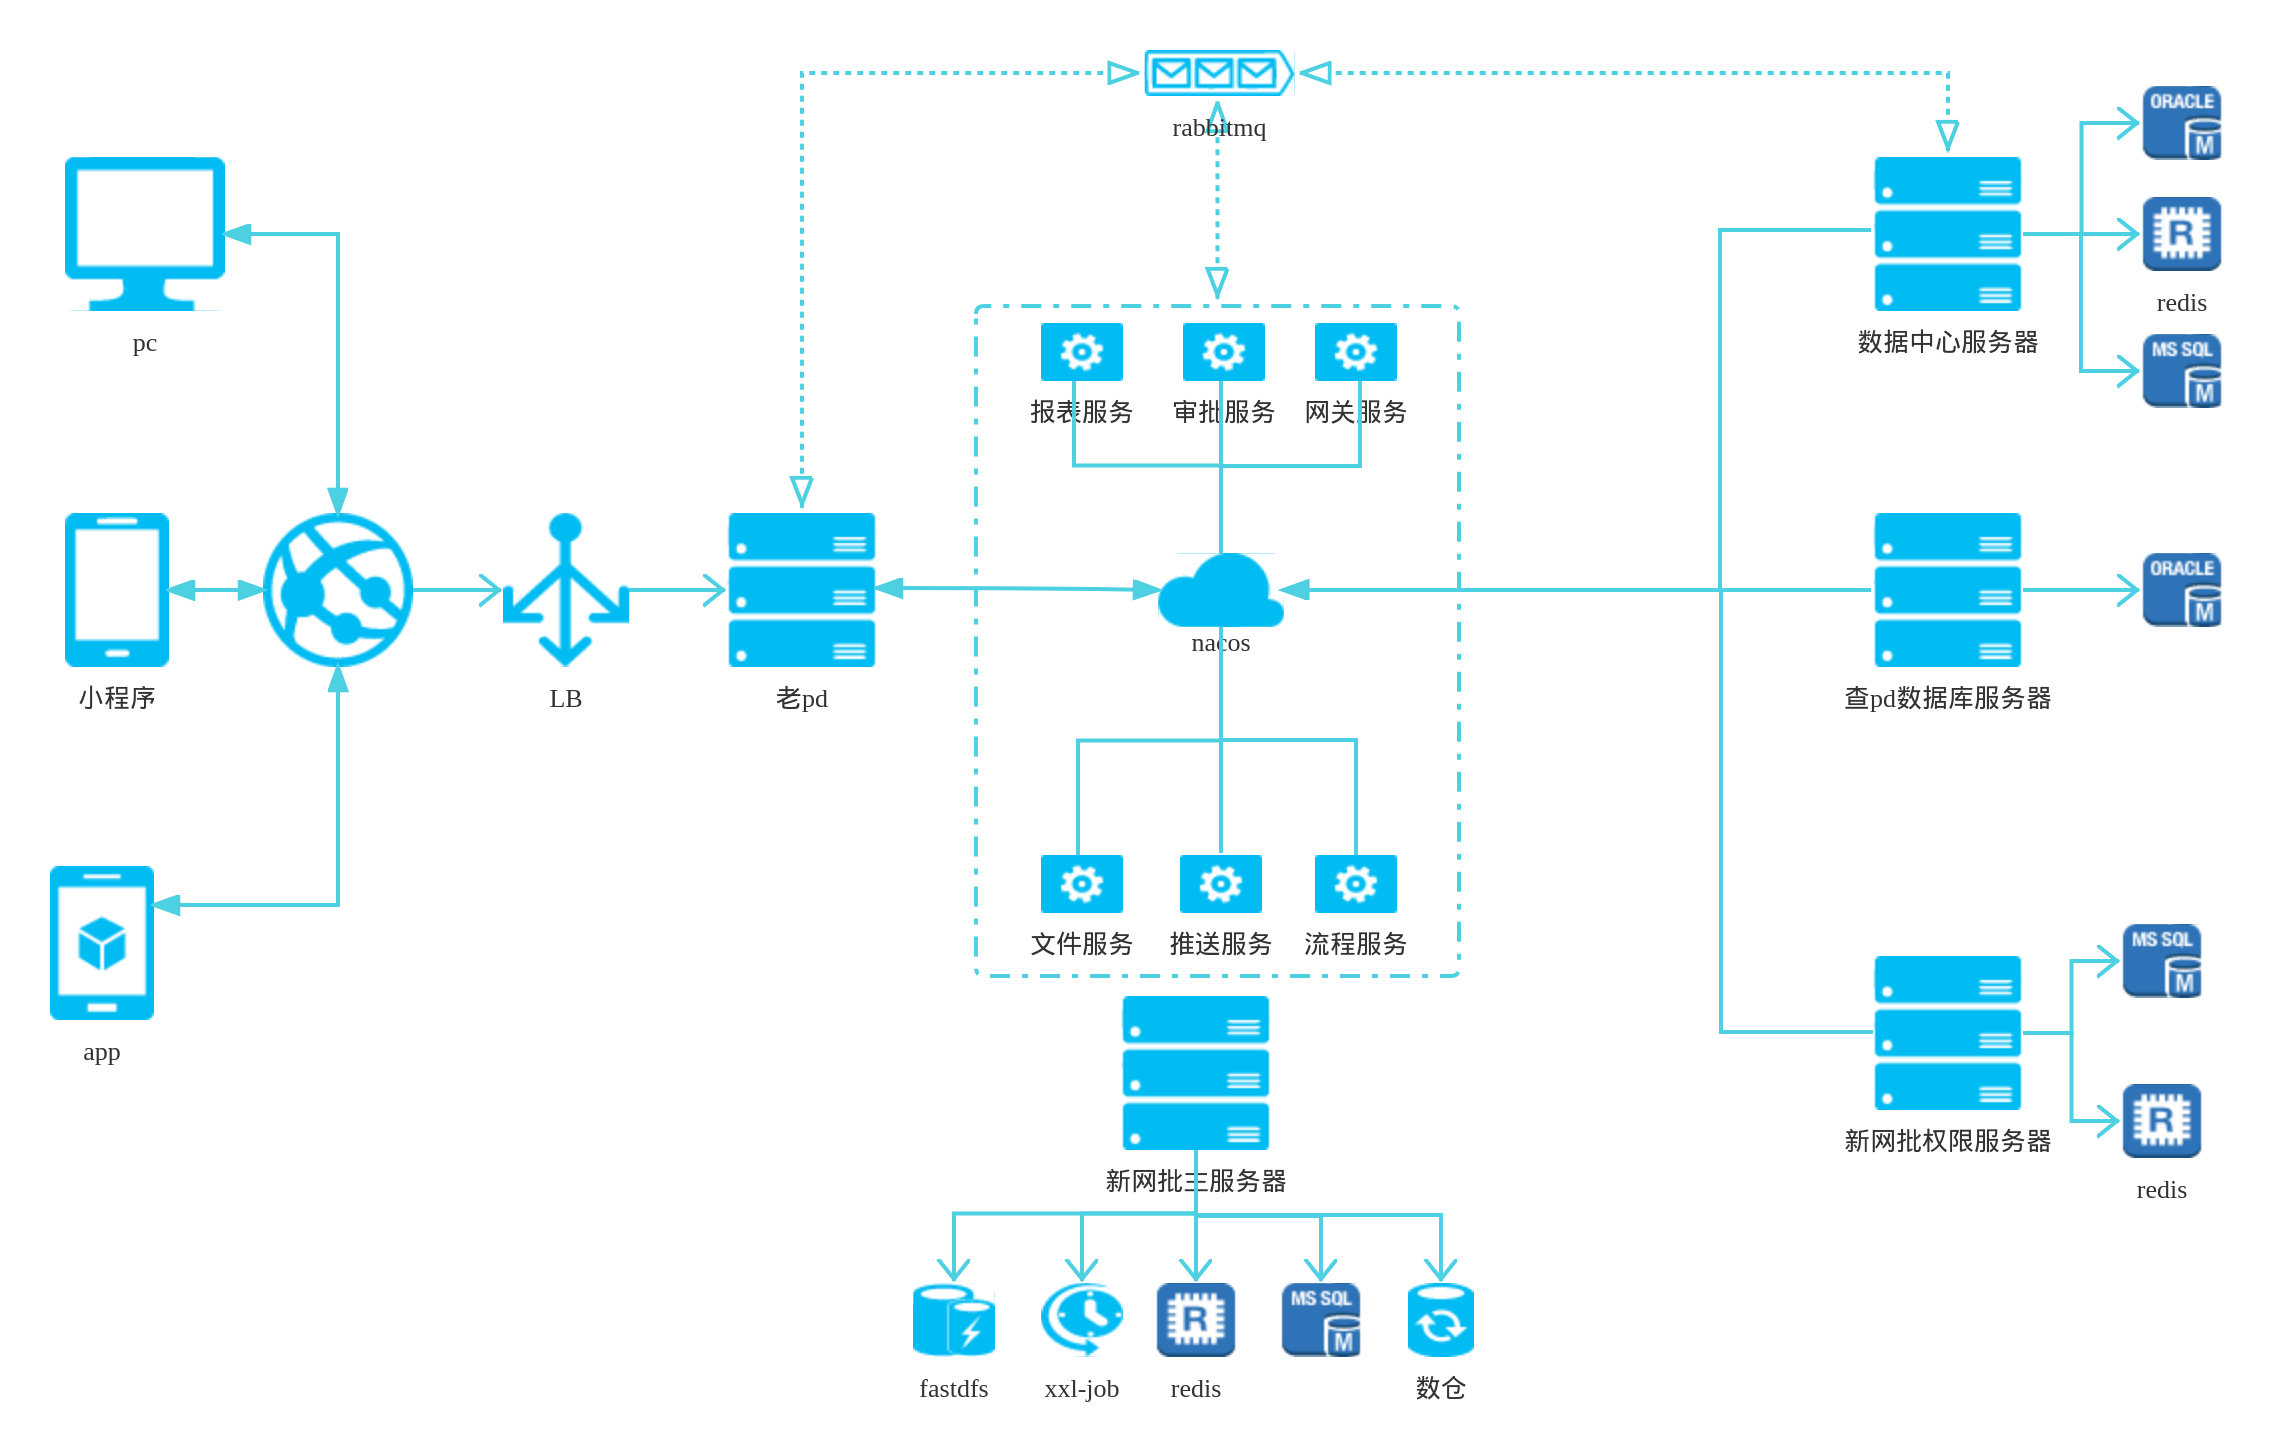 rabbitmq
ORACLE
M
R
redis
pc
数据中心服务器
MS SQL
M
报表服务
审批服务
网关服务
ORACLE
M
nacos
小程序
LB
老pd
查pd数据库服务器
MS SQL
M
文件服务
推送服务
流程服务
app
新网批权限服务器
R
redis
新网批主服务器
R
MS SQL
M
fastdfs
xxl-job
redis
数仓